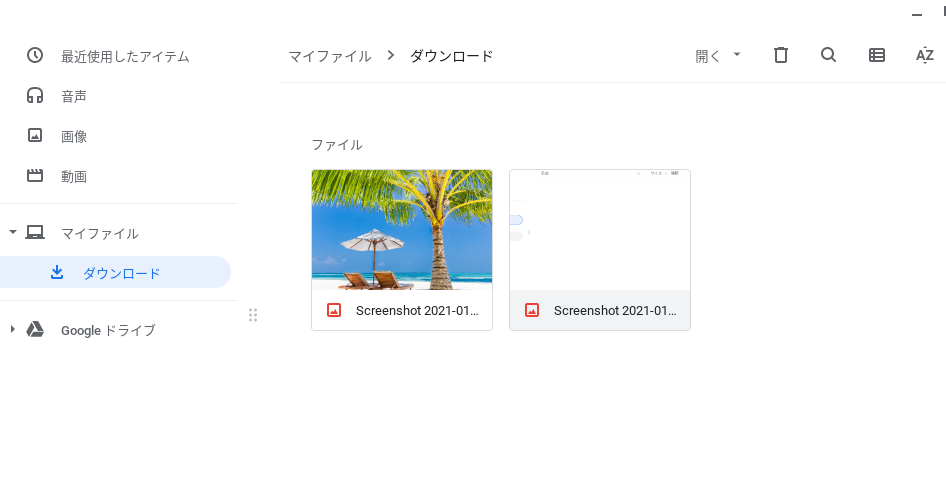 最近使用したアイテム
音声
画像
動画
マイファイル
ダウンロード
Google ドライブ
マイファイル
ダウンロード
開く
AZ
ファイル
Screenshot 2021-01…
Screenshot 2021-01…